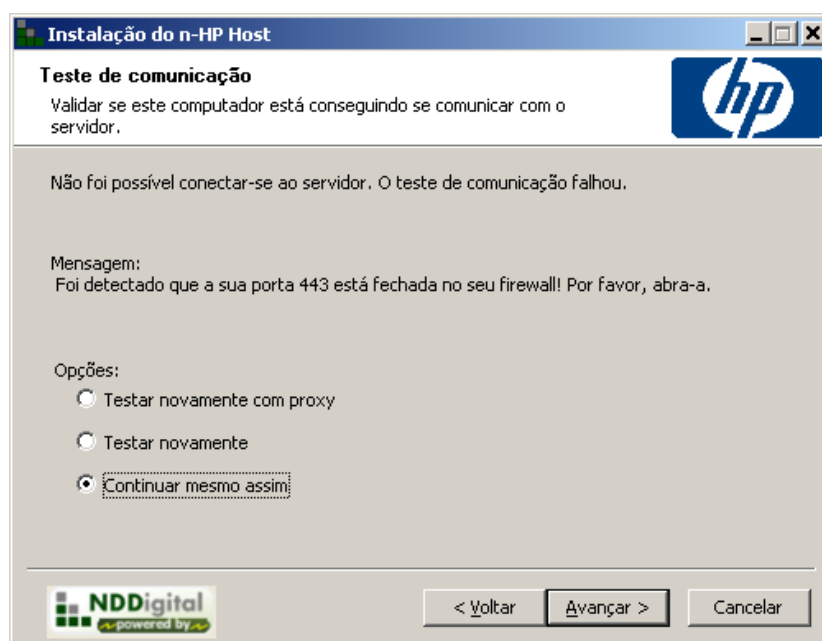 Instalação do n-HP Host
Teste de comunicação
Validar se este computador está conseguindo se comunicar com o
servidor.
hp
Não foi possível conectar-se ao servidor. O teste de comunicação falhou.
Mensagem:
Foi detectado que a sua porta 443 está fechada no seu firewall! Por favor, abra-a.
Opções:
Testar novamente com proxy
Testar novamente
Continuar mesmo assim
NDDigital
powered by
< Voltar
Avançar >
Cancelar